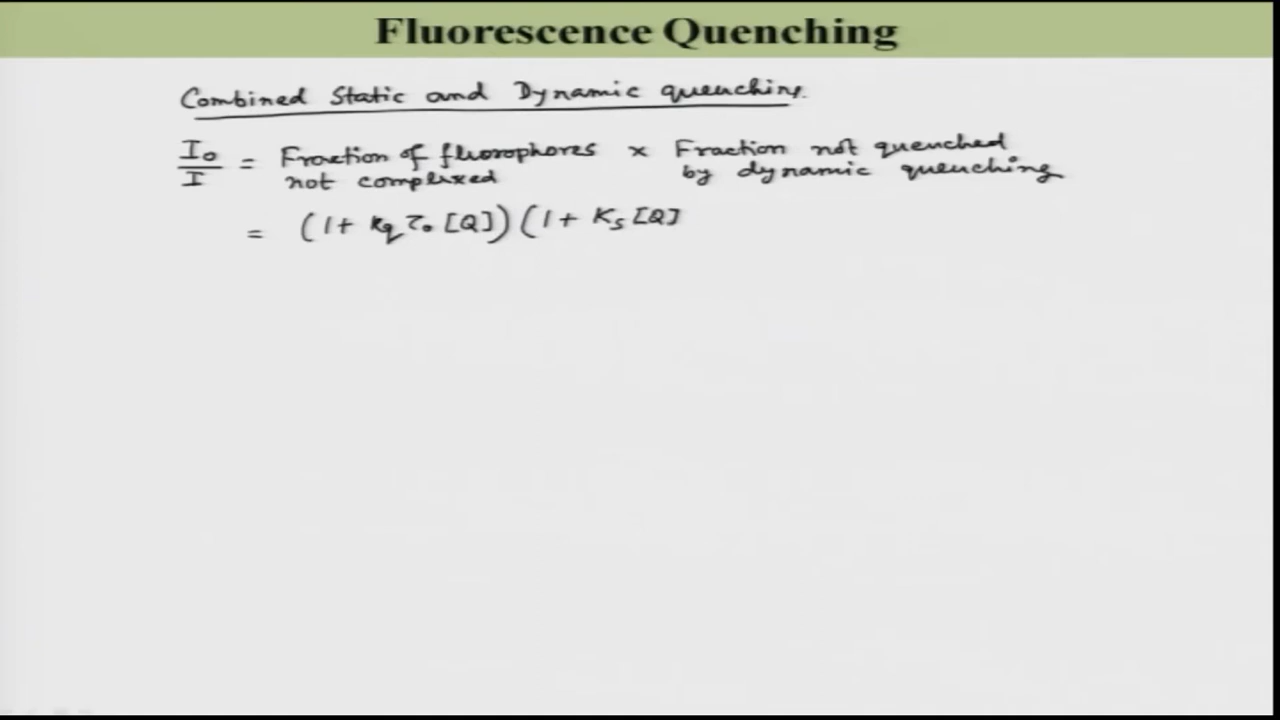 Fluorescence Quenching
Combined Static and Dynamic quenching.
I₀/I = Fraction of fluorophores not complexed × Fraction not quenched by dynamic quenching
= (1 + kq τ₀ [Q]) (1 + Ks [Q]